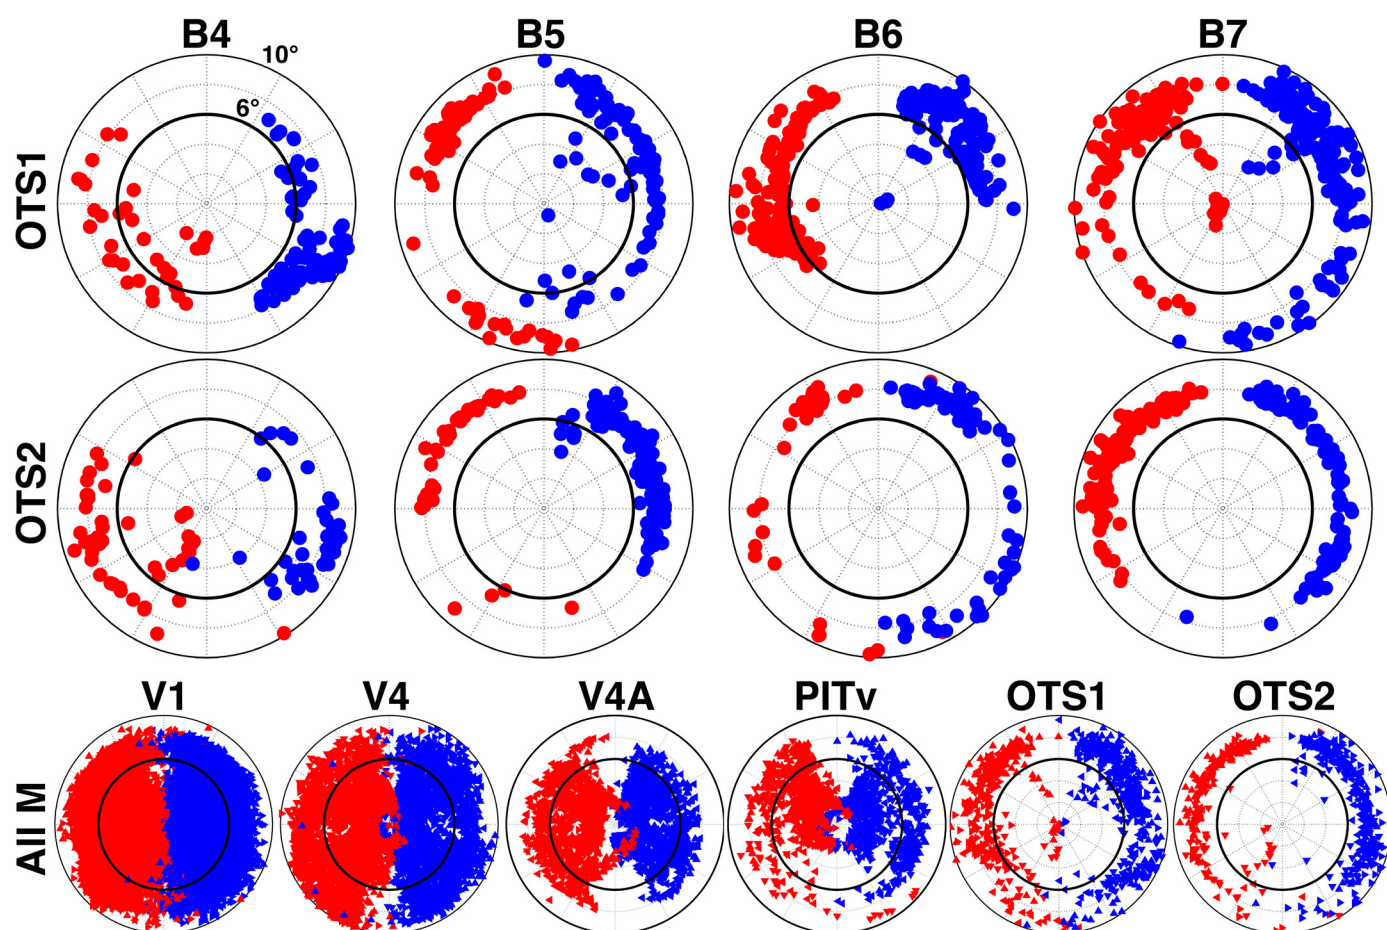 B4 B5 B6 B7
10°
6°
OTS1
OTS2
V1 V4 V4A PITv OTS1 OTS2
All M